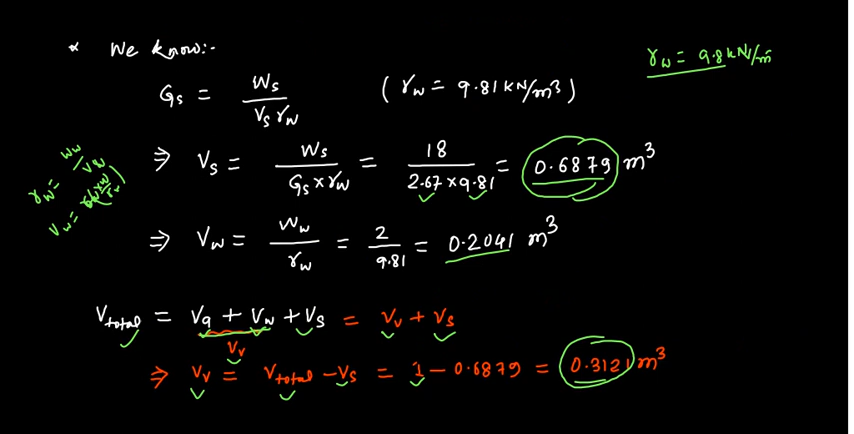 * We know:-
γw = 9.8 kN/m
Gs = Ws / Vs γw (γw = 9.81 kN/m³)
⇒ Vs = Ws / Gs × γw = 18 / 2.67 × 9.81 = 0.6879 m³
γw = Ww / Vw
Vw =
⇒ Vw = Ww / γw = 2 / 9.81 = 0.2041 m³
Vtotal = Va + Vw + Vs = Vv + Vs
Vv
⇒ Vv = Vtotal − Vs = 1 − 0.6879 = 0.3121 m³